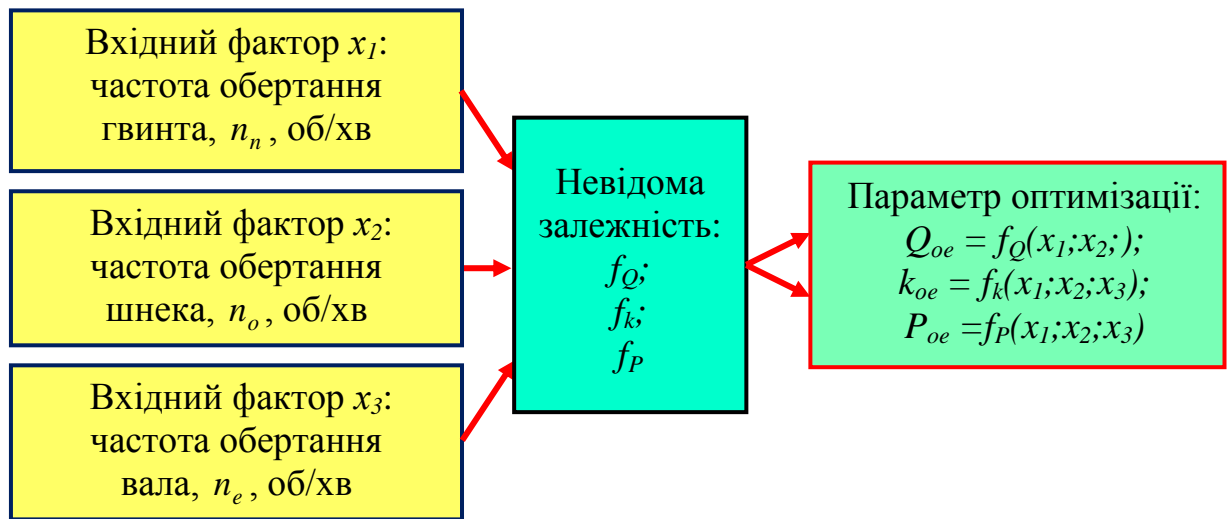 Вхідний фактор x1:
частота обертання
гвинта, nn , об/хв
Вхідний фактор x2:
частота обертання
шнека, no , об/хв
Вхідний фактор x3:
частота обертання
вала, ne , об/хв
Невідома
залежність:
fQ;
fk;
fP
Параметр оптимізації:
Qoe = fQ(x1;x2;);
koe = fk(x1;x2;x3);
Poe =fP(x1;x2;x3)